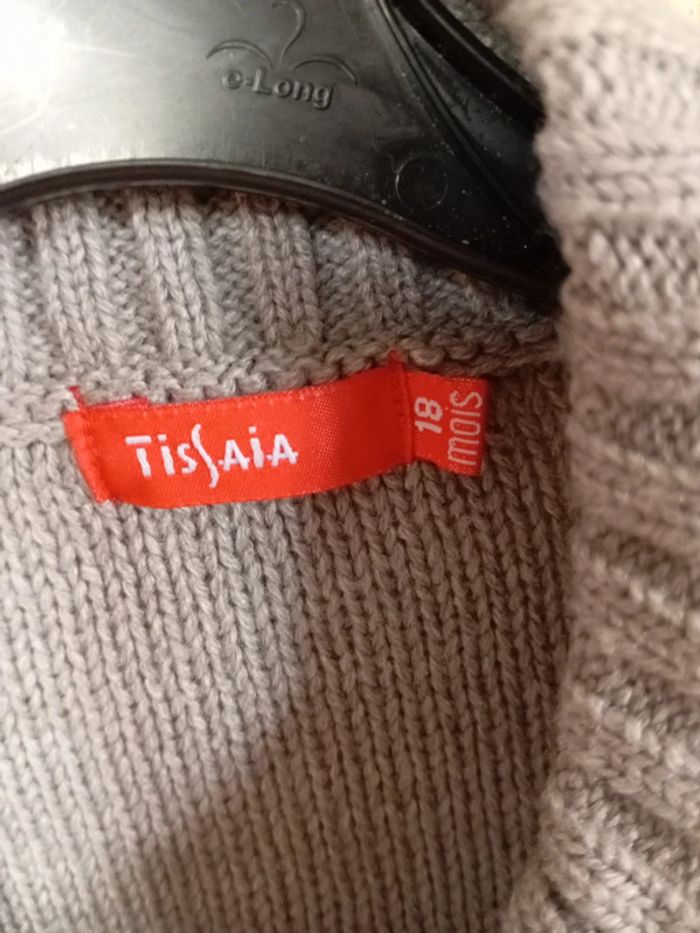 e-Long
TISSAIA
18
mois